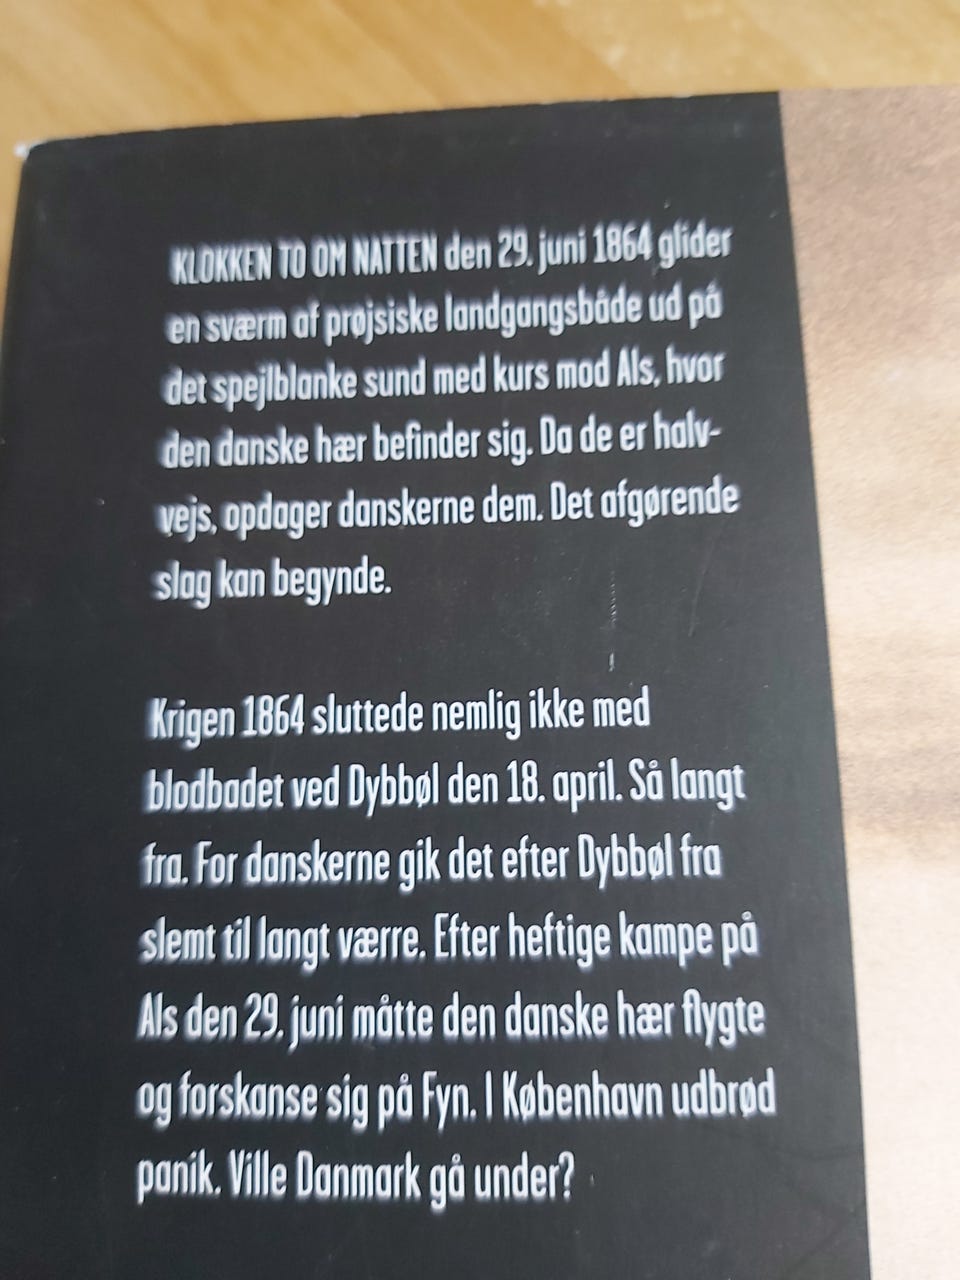 KLOKKEN TO OM NATTEN den 29. juni 1864 glider
en sværm af prøjsiske landgangsbåde ud på
det spejlblanke sund med kurs mod Als, hvor
den danske hær befinder sig. Da de er halv-
vejs, opdager danskerne dem. Det afgørende
slag kan begynde.
Krigen 1864 sluttede nemlig ikke med
blodbadet ved Dybbøl den 18. april. Så langt
fra. For danskerne gik det efter Dybbøl fra
slemt til langt værre. Efter heftige kampe på
Als den 29. juni måtte den danske hær flygte
og forskanse sig på Fyn. I København udbrød
panik. Ville Danmark gå under?